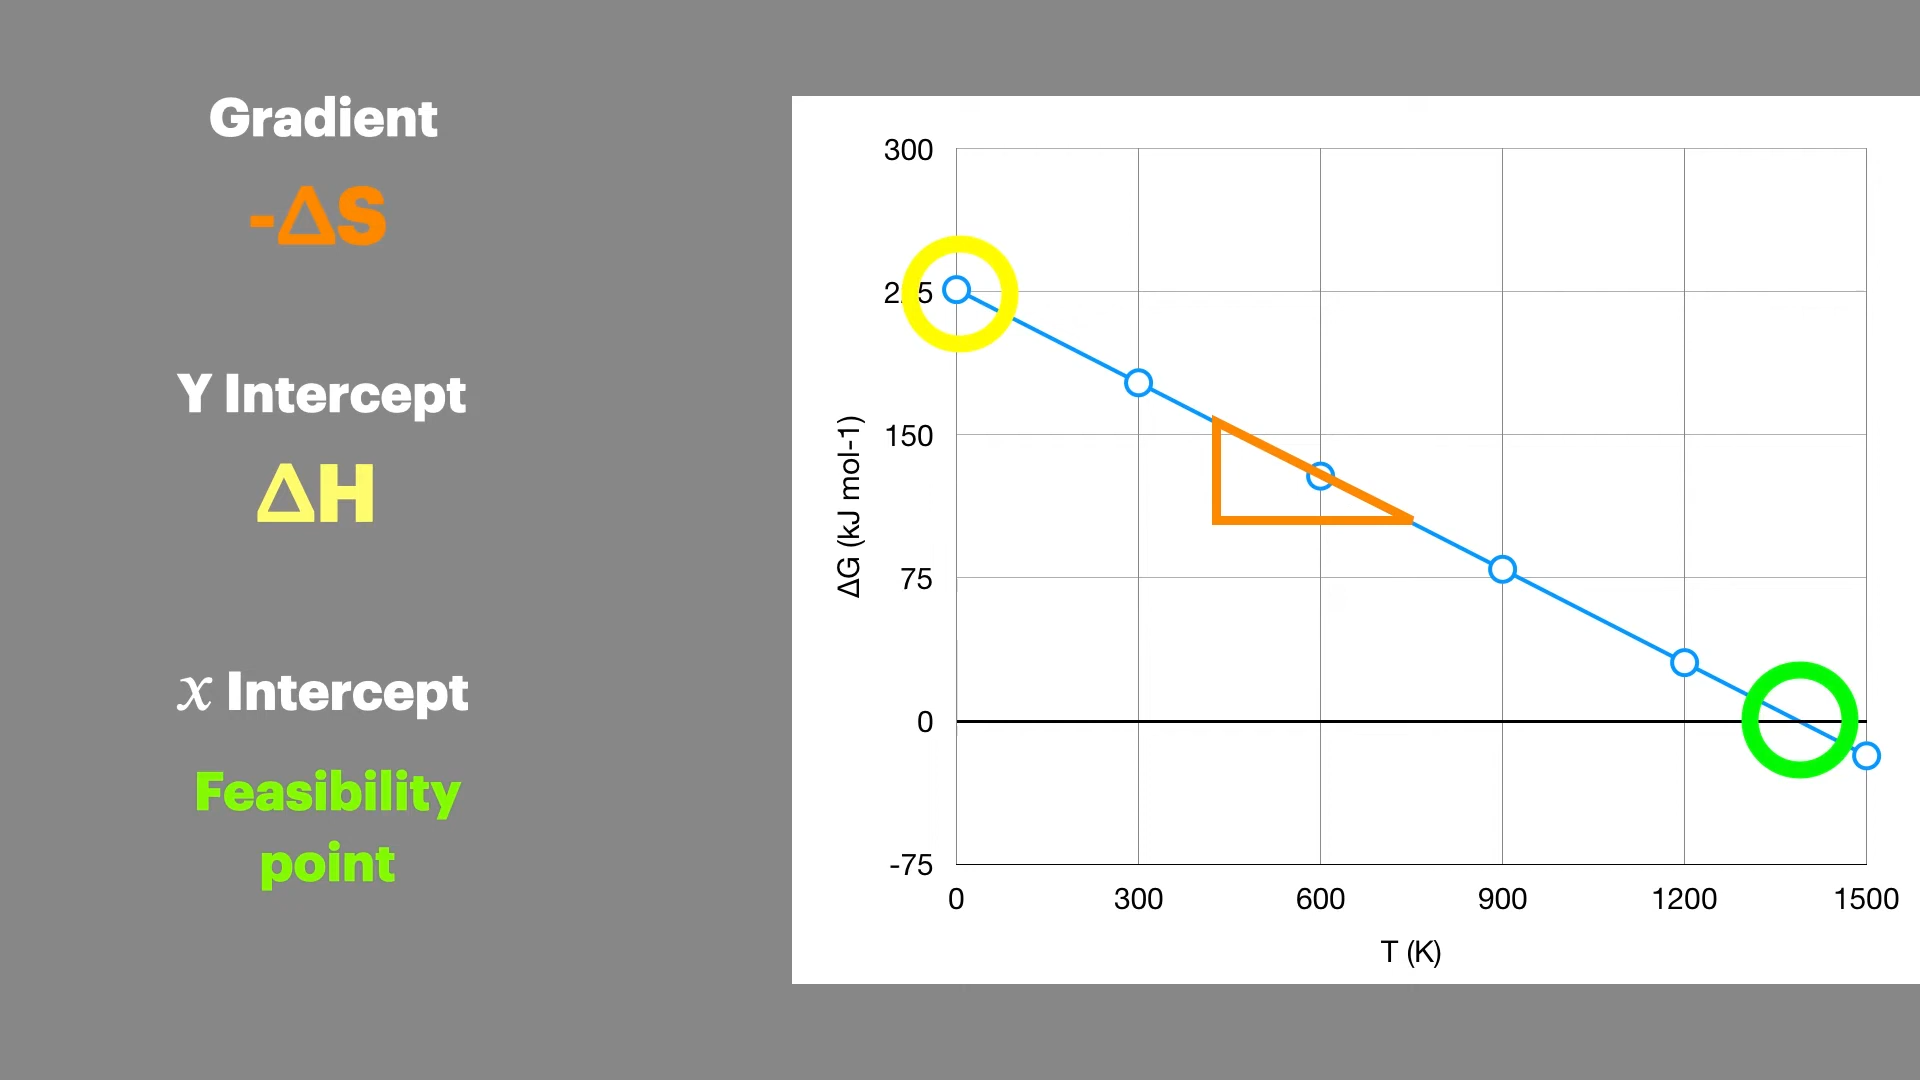 Gradient
-ΔS
Y Intercept
ΔH
x Intercept
Feasibility
point
300
150
75
0
-75
ΔG (kJ mol-1)
0 300 600 900 1200 1500
T (K)